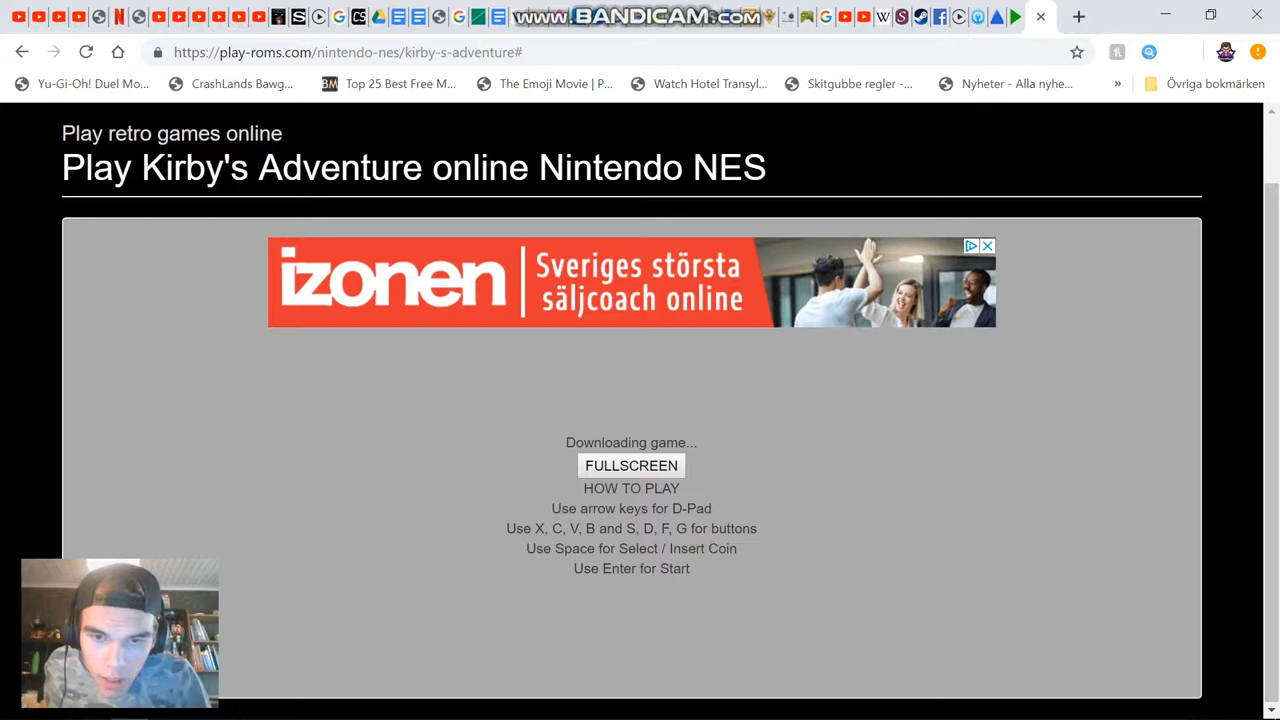 www.BANDICAM.com
https://play-roms.com/nintendo-nes/kirby-s-adventure#
Yu-Gi-Oh! Duel Mo... CrashLands Bawg... BM Top 25 Best Free M... The Emoji Movie | P... Watch Hotel Transyl... Skitgubbe regler -... Nyheter - Alla nyhe... » Övriga bokmärken
Play retro games online
Play Kirby's Adventure online Nintendo NES
izonen
Sveriges största
säljcoach online
Downloading game...
FULLSCREEN
HOW TO PLAY
Use arrow keys for D-Pad
Use X, C, V, B and S, D, F, G for buttons
Use Space for Select / Insert Coin
Use Enter for Start